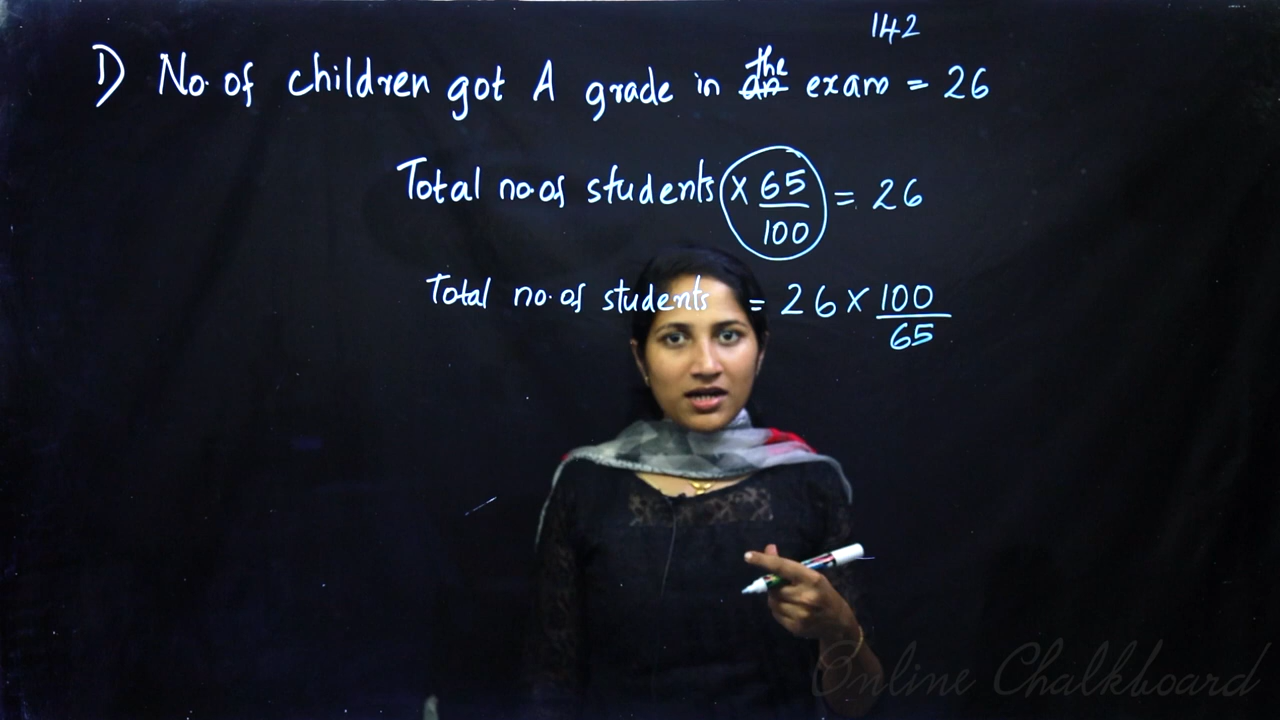 142
1) No. of children got A grade in the exam = 26
Total no of students × 65/100 = 26
Total no. of students = 26 × 100/65
Online Chalkboard